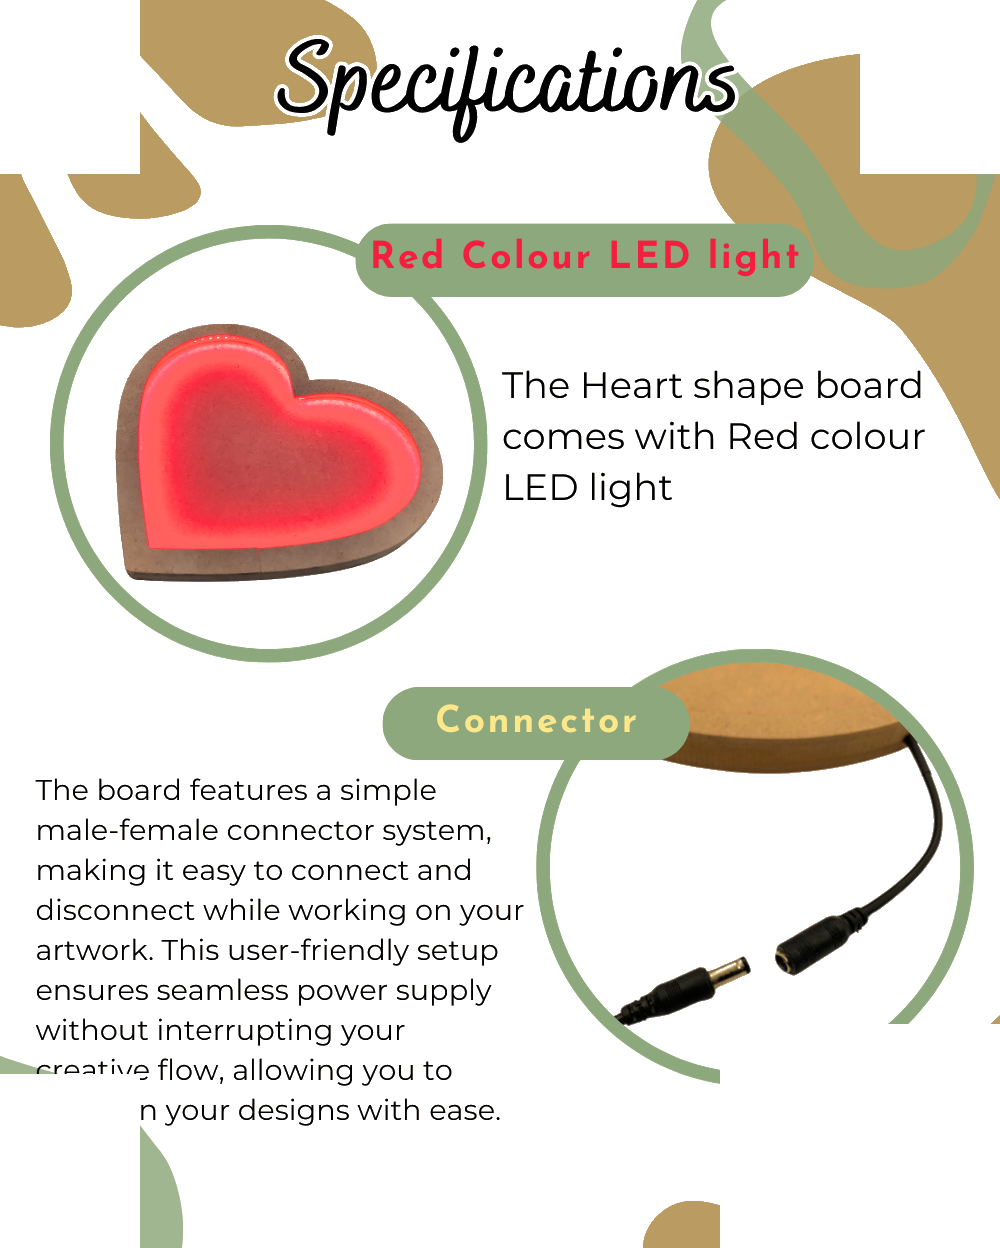 Specifications
Red Colour LED light
The Heart shape board
comes with Red colour
LED light
Connector
The board features a simple
male-female connector system,
making it easy to connect and
disconnect while working on your
artwork. This user-friendly setup
ensures seamless power supply
without interrupting your
creative flow, allowing you to
your designs with ease.